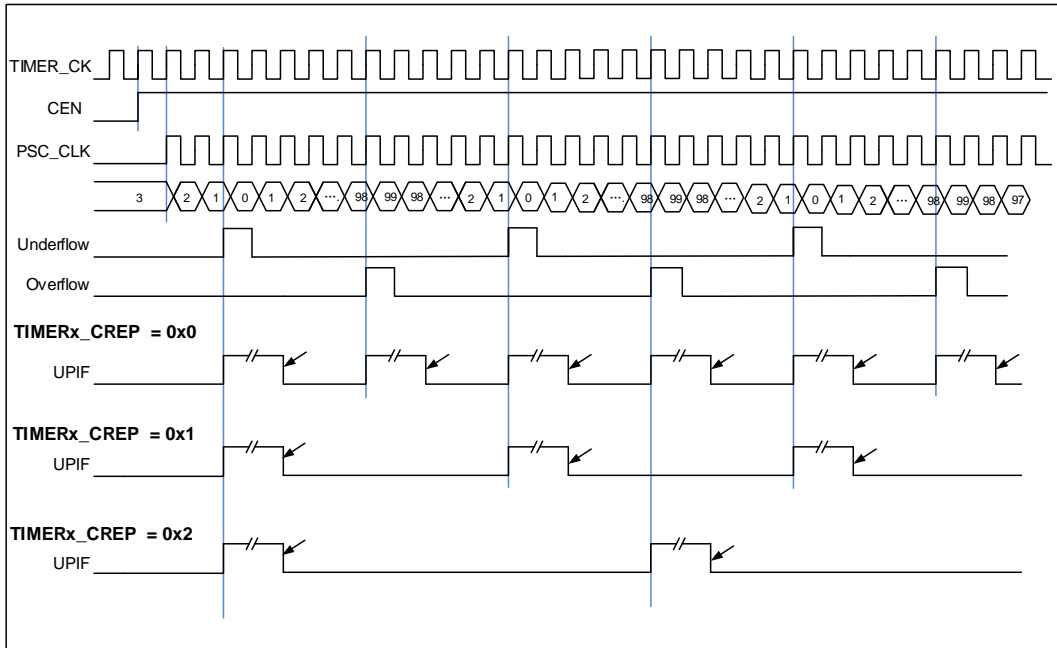 TIMER_CK
CEN
PSC_CLK
3 2 1 0 1 2 .... 98 99 98 ... 2 1 0 1 2 .... 98 99 98 ... 2 1 0 1 2 ... 98 99 98 97
Underflow
Overflow
TIMERx_CREP = 0x0
UPIF
TIMERx_CREP = 0x1
UPIF
TIMERx_CREP = 0x2
UPIF